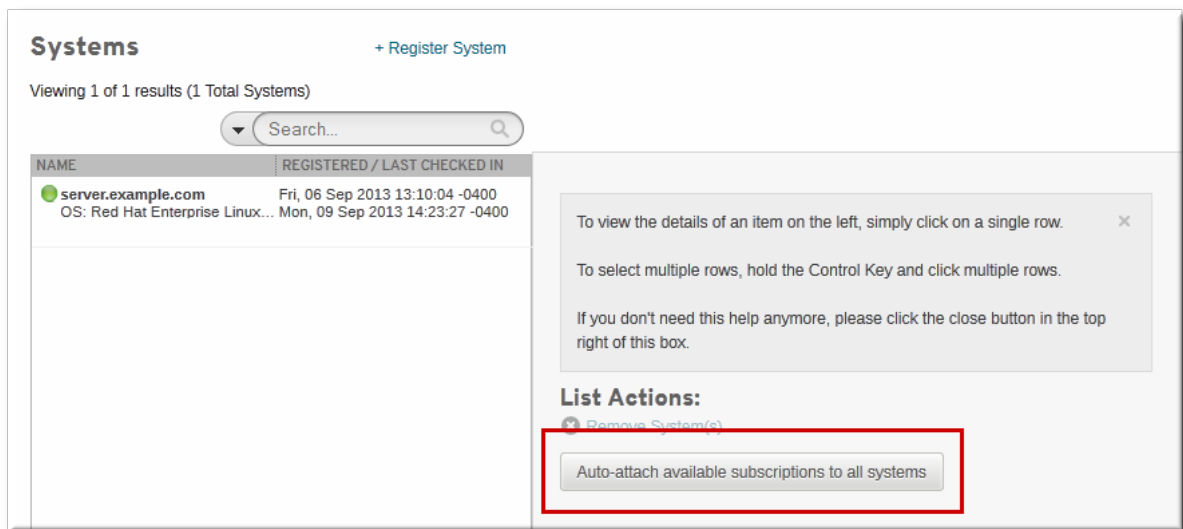 Systems
+ Register System
Viewing 1 of 1 results (1 Total Systems)
Search...
NAME
REGISTERED / LAST CHECKED IN
server.example.com
Fri, 06 Sep 2013 13:10:04 -0400
OS: Red Hat Enterprise Linux...
Mon, 09 Sep 2013 14:23:27 -0400
To view the details of an item on the left, simply click on a single row.
To select multiple rows, hold the Control Key and click multiple rows.
If you don't need this help anymore, please click the close button in the top
right of this box.
List Actions:
Remove System(s)
Auto-attach available subscriptions to all systems